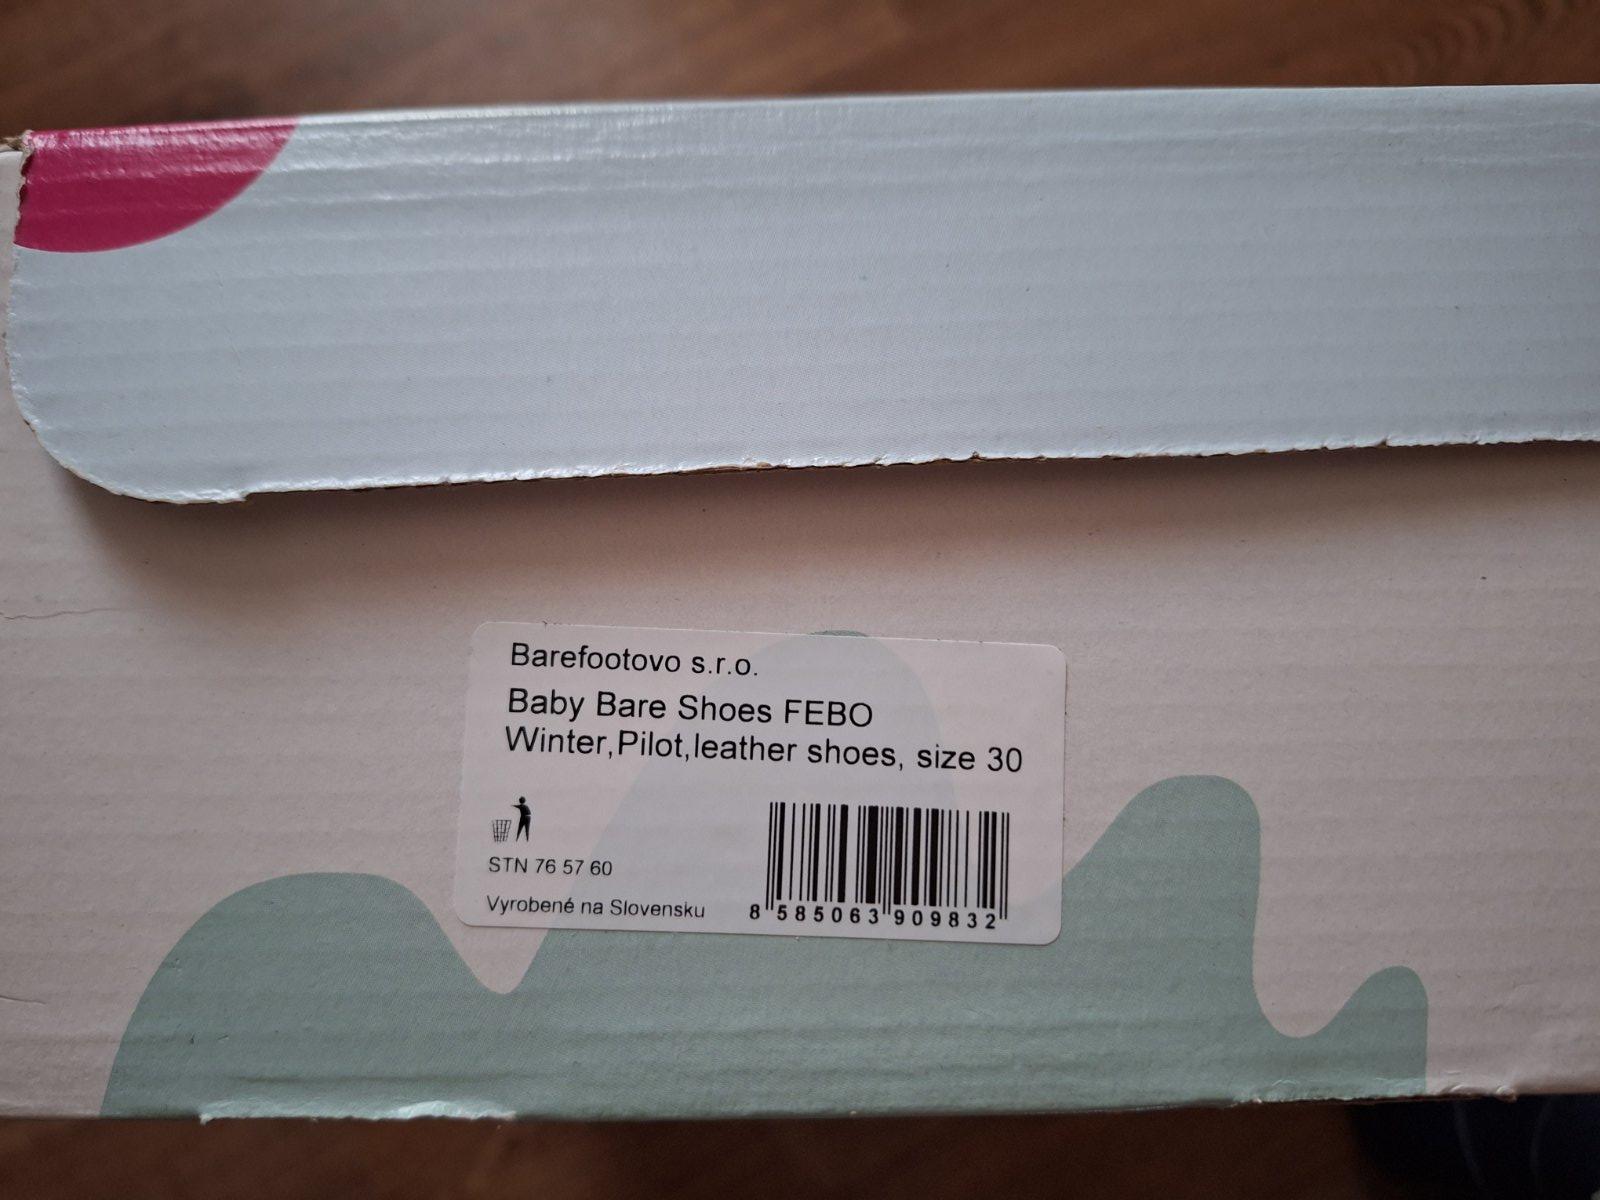 Barefootovo s.r.o.
Baby Bare Shoes FEBO
Winter,Pilot,leather shoes, size 30
STN 76 57 60
Vyrobené na Slovensku
8 585063 909832